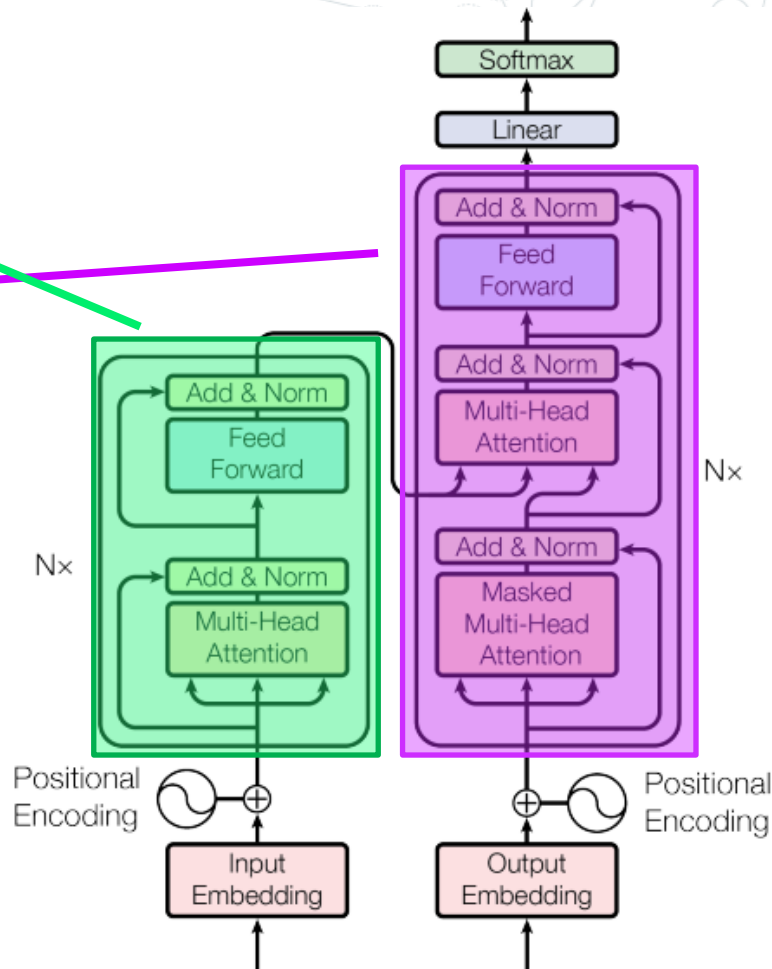 Softmax
Linear
Add & Norm
Feed
Forward
Add & Norm
Multi-Head
Attention
Nx
Add & Norm
Masked
Multi-Head
Attention
Add & Norm
Feed
Forward
Nx
Add & Norm
Multi-Head
Attention
Positional
Encoding
Positional
Encoding
Input
Embedding
Output
Embedding